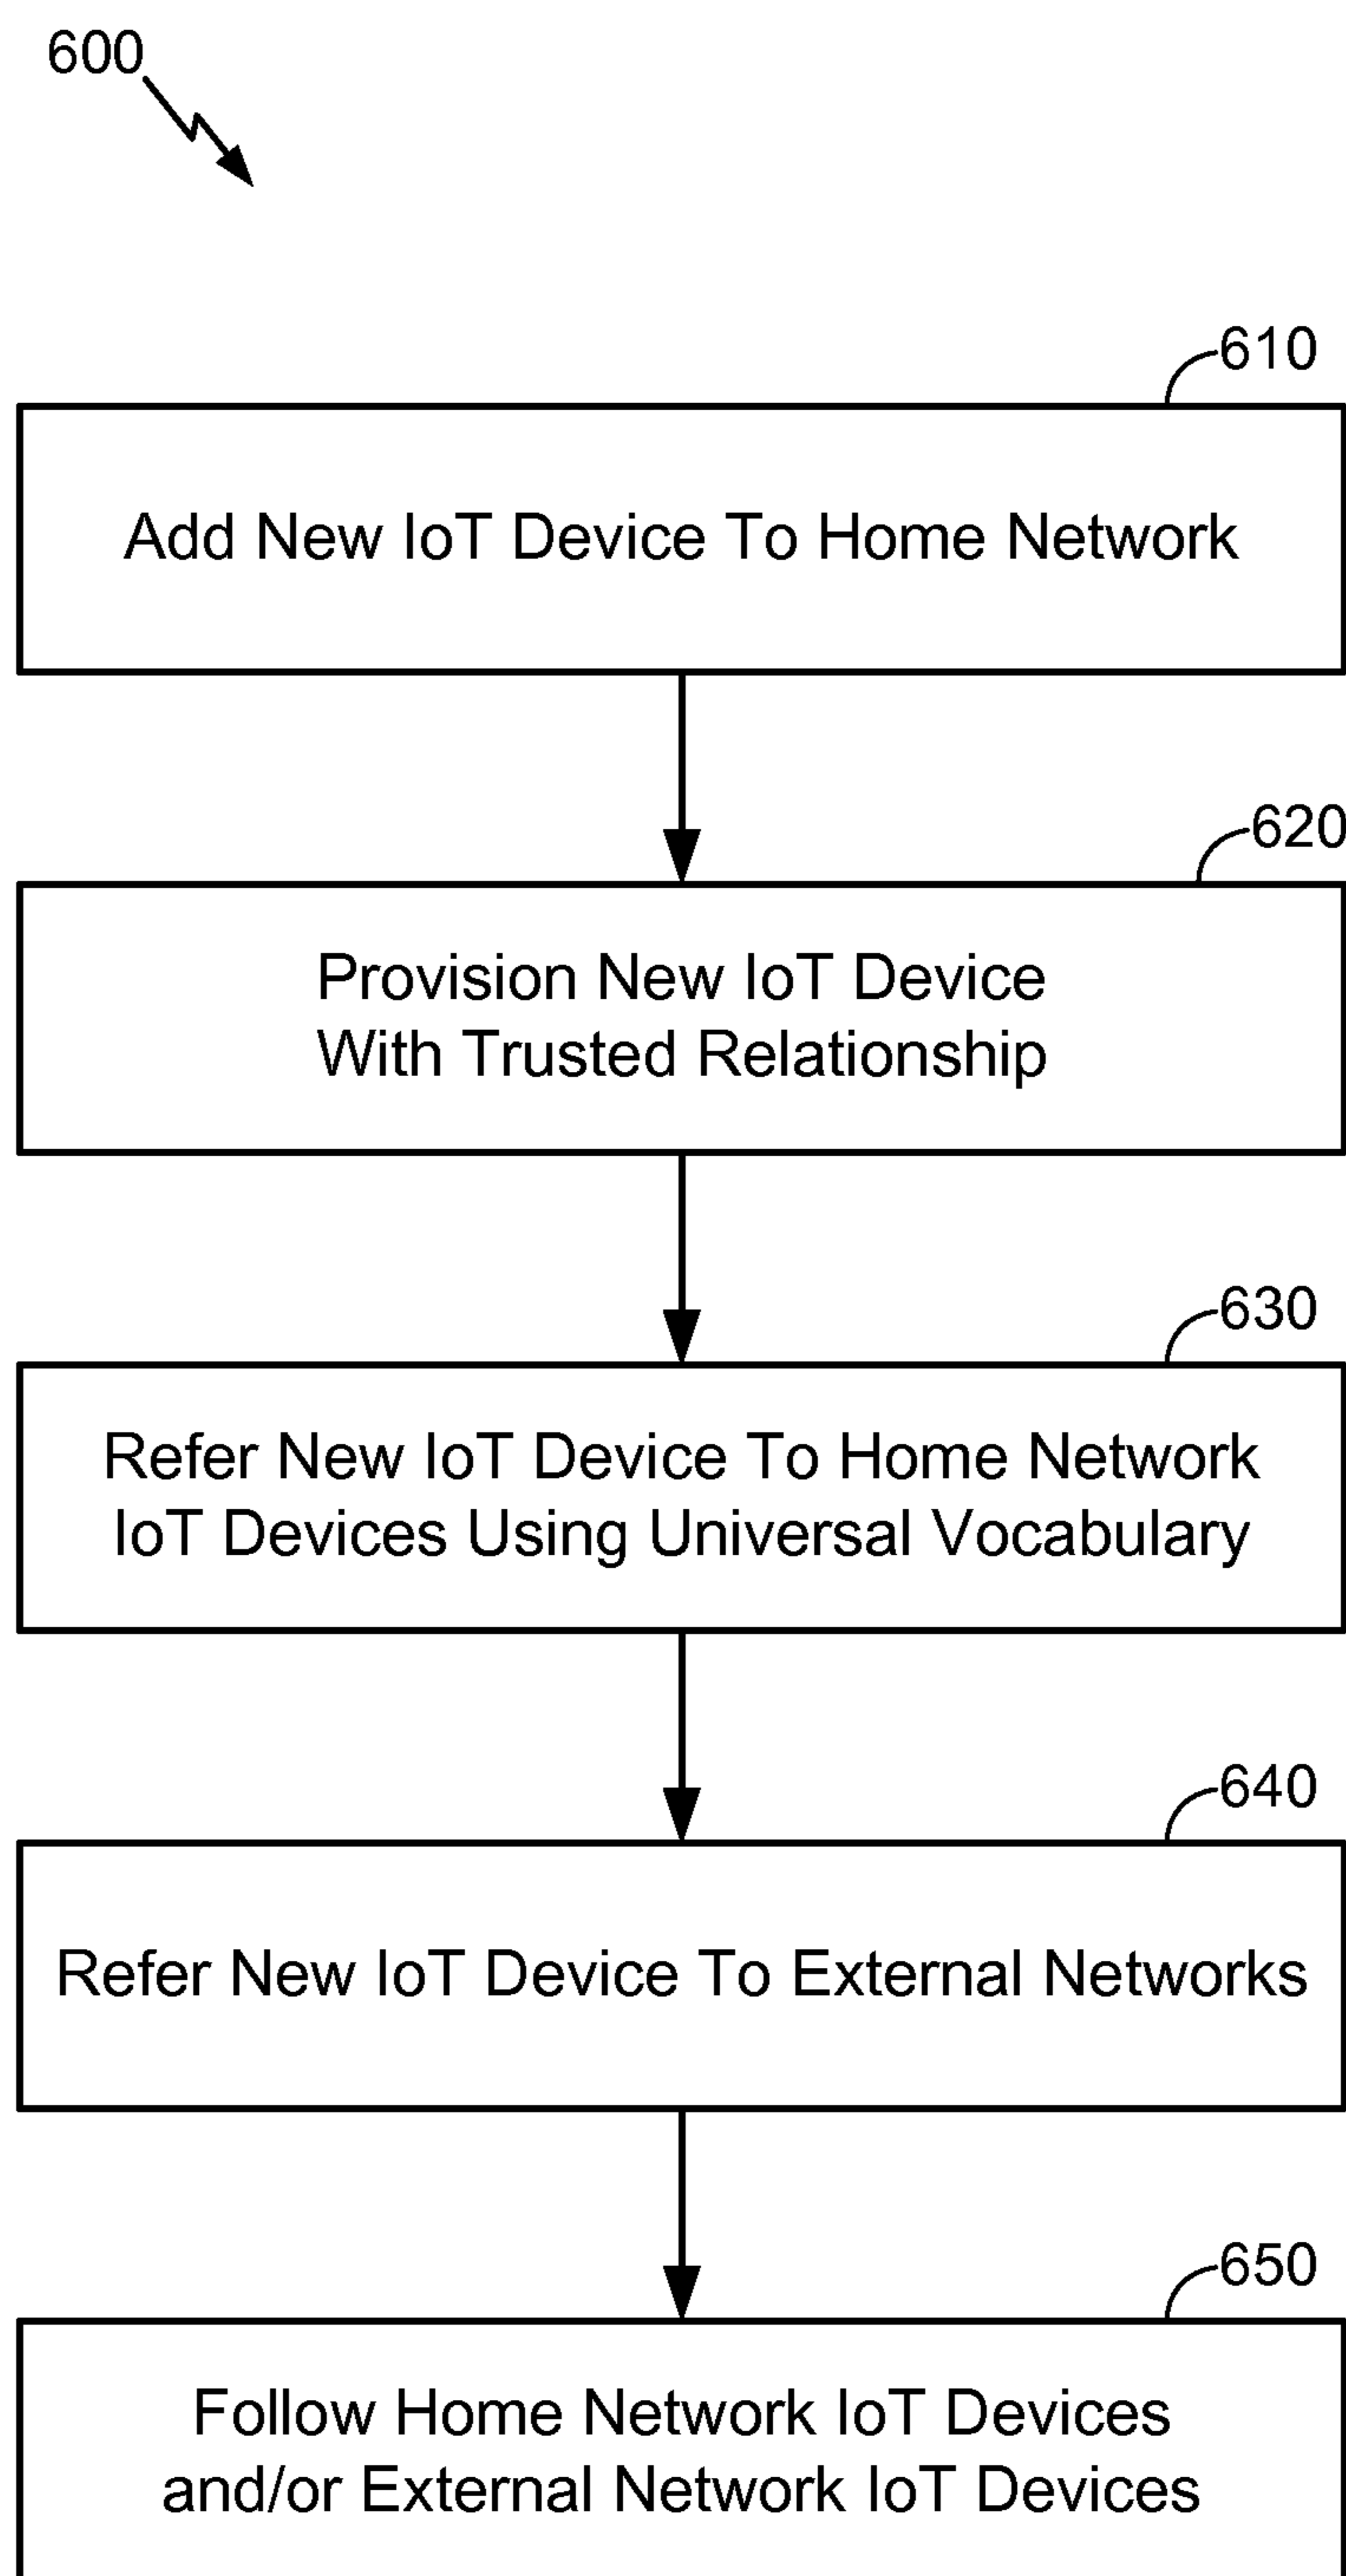 600
610
Add New IoT Device To Home Network
620
Provision New IoT Device
With Trusted Relationship
630
Refer New IoT Device To Home Network
IoT Devices Using Universal Vocabulary
640
Refer New IoT Device To External Networks
650
Follow Home Network IoT Devices
and/or External Network IoT Devices